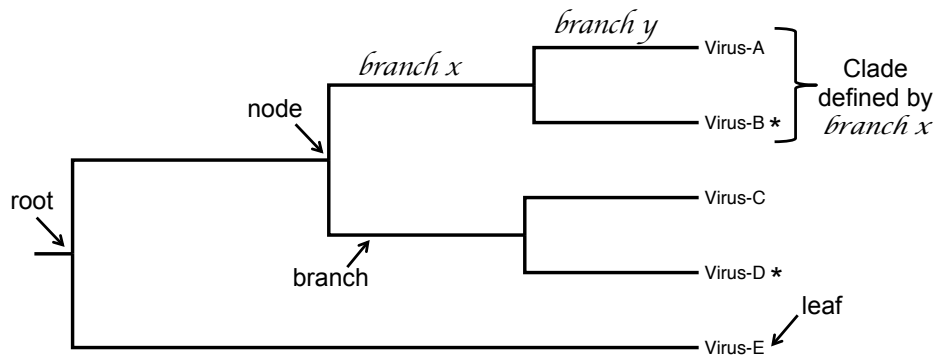 branch y
Virus-A
branch x
Clade
defined by
branch x
node
Virus-B *
root
Virus-C
branch
Virus-D *
leaf
Virus-E